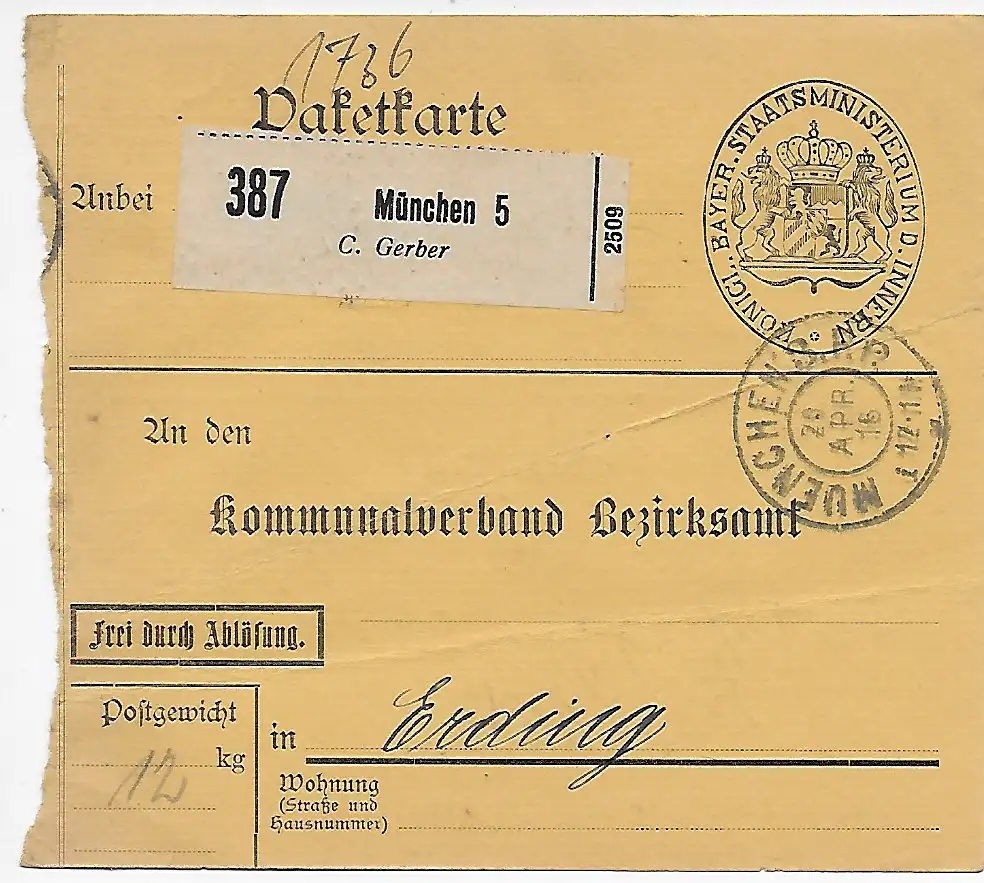 1736
Paketkarte
Anbei
387 München 5
C. Gerber
2509
KÖNIGL. BAYER. STAATSMINISTERIUM D. INNERN
MUENCHEN
28
APR.
16
An den
Kommunalverband Bezirksamt
Frei durch Ablösung.
Postgewicht
12 kg
in Erding
Wohnung
(Straße und
Hausnummer)